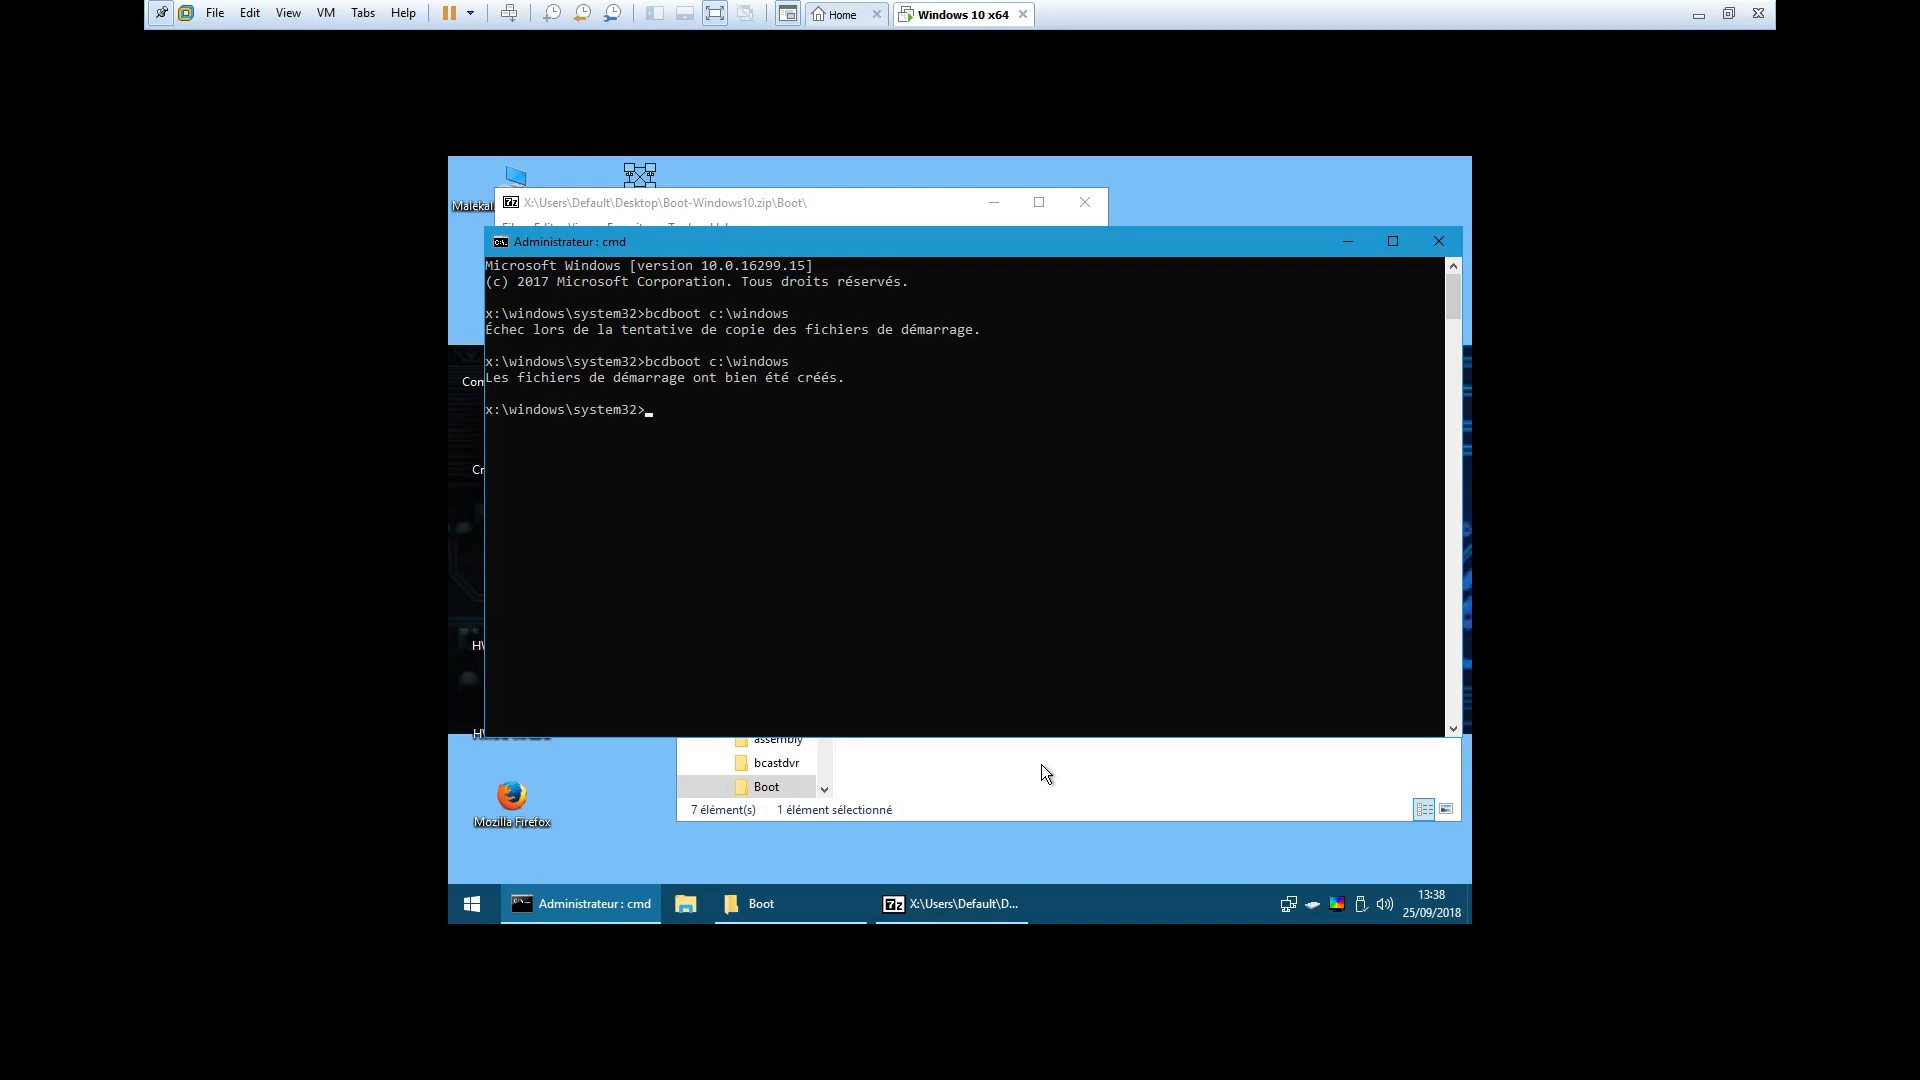 File Edit View VM Tabs Help Home Windows 10 x64
X:\Users\Default\Desktop\Boot-Windows10.zip\Boot\
Administrateur : cmd
Microsoft Windows [version 10.0.16299.15]
(c) 2017 Microsoft Corporation. Tous droits réservés.
x:\windows\system32>bcdboot c:\windows
Échec lors de la tentative de copie des fichiers de démarrage.
x:\windows\system32>bcdboot c:\windows
Les fichiers de démarrage ont bien été créés.
x:\windows\system32>
Malekal
Com
Cr
HW
H
assembly
bcastdvr
Boot
7 élément(s) 1 élément sélectionné
Mozilla Firefox
Administrateur : cmd Boot X:\Users\Default\D...
13:38
25/09/2018